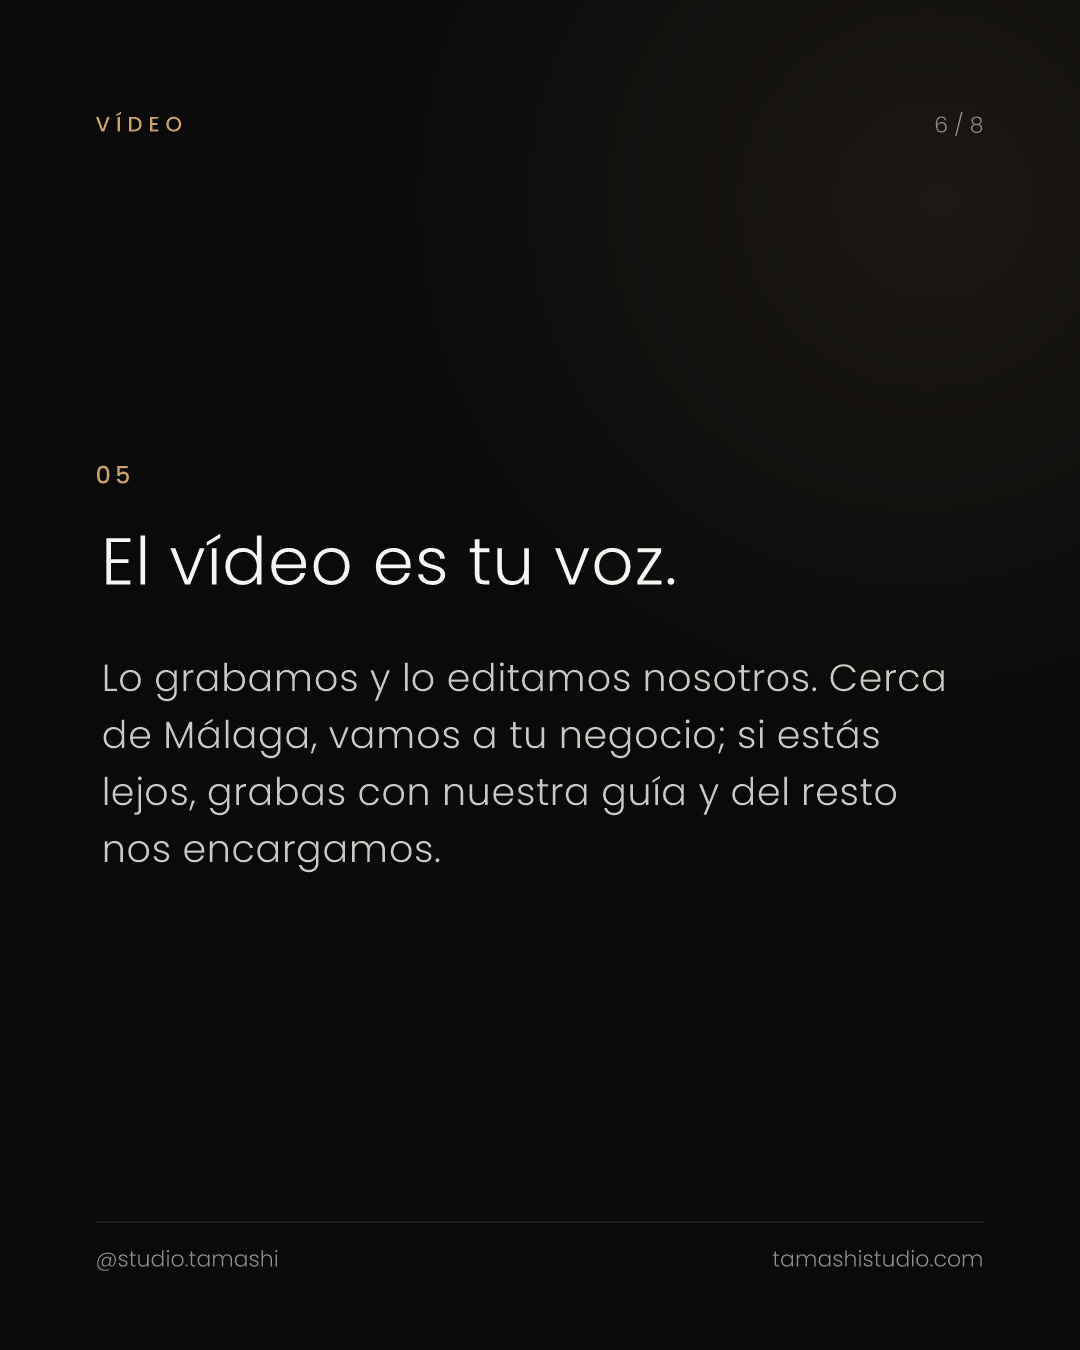 VÍDEO
6 / 8
05
El vídeo es tu voz.
Lo grabamos y lo editamos nosotros. Cerca
de Málaga, vamos a tu negocio; si estás
lejos, grabas con nuestra guía y del resto
nos encargamos.
@studio.tamashi
tamashistudio.com